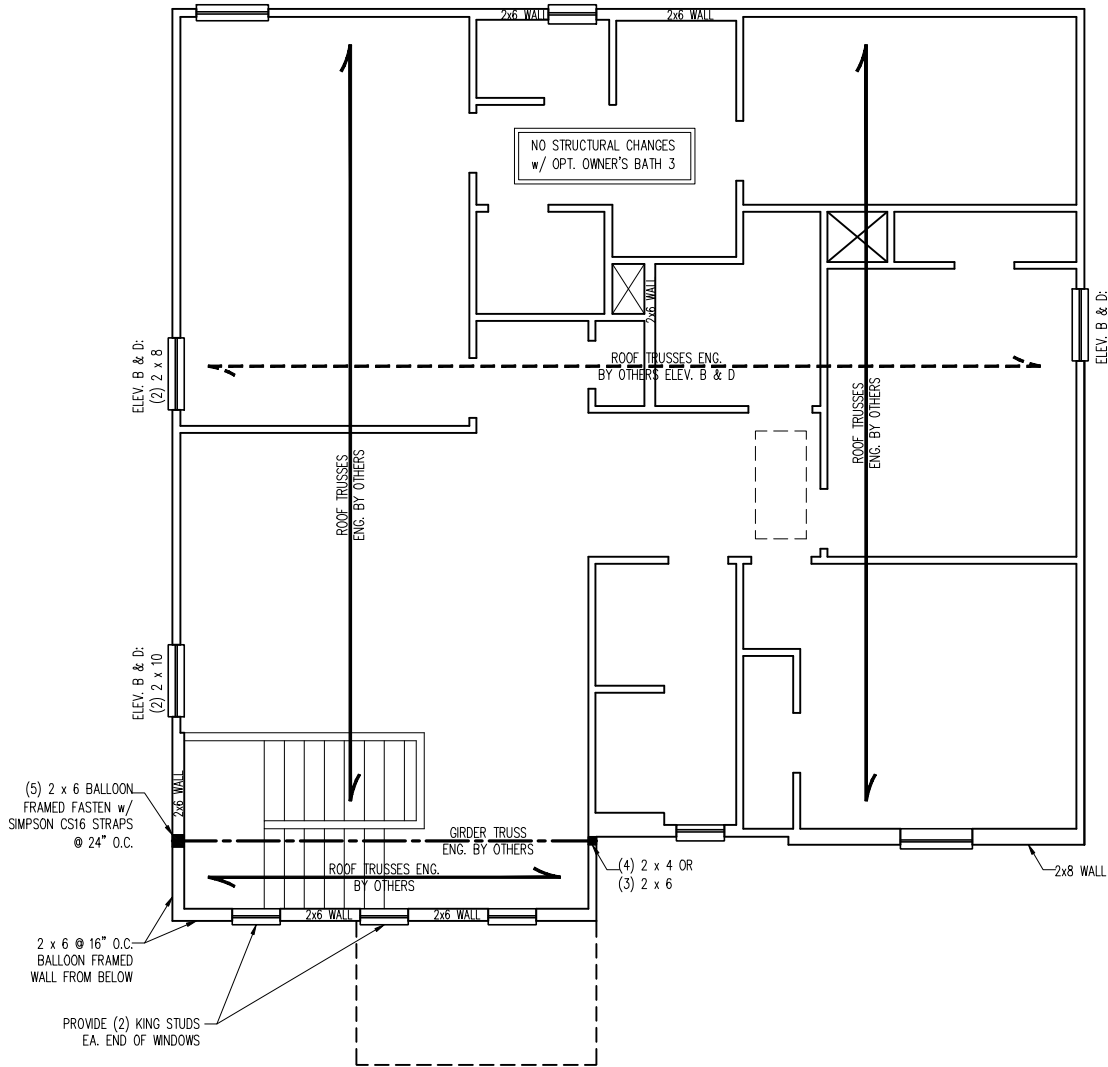 2x6 WALL
2x6 WALL
NO STRUCTURAL CHANGES
w/ OPT. OWNER'S BATH 3
2x6 WALL
ELEV. B & D:
ELEV. B & D:
(2) 2 x 8
ROOF TRUSSES ENG.
BY OTHERS ELEV. B & D
ROOF TRUSSES
ENG. BY OTHERS
ROOF TRUSSES
ENG. BY OTHERS
ELEV. B & D:
(2) 2 x 10
2x6 WALL
(5) 2 x 6 BALLOON
FRAMED FASTEN w/
SIMPSON CS16 STRAPS
@ 24" O.C.
GIRDER TRUSS
ENG. BY OTHERS
ROOF TRUSSES ENG.
BY OTHERS
(4) 2 x 4 OR
(3) 2 x 6
2x8 WALL
2x6 WALL
2x6 WALL
2 x 6 @ 16" O.C.
BALLOON FRAMED
WALL FROM BELOW
PROVIDE (2) KING STUDS
EA. END OF WINDOWS